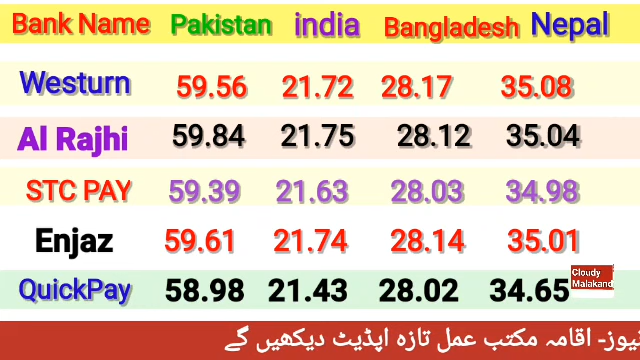 Bank Name Pakistan india Bangladesh Nepal
Westurn 59.56 21.72 28.17 35.08
Al Rajhi 59.84 21.75 28.12 35.04
STC PAY 59.39 21.63 28.03 34.98
Enjaz 59.61 21.74 28.14 35.01
QuickPay 58.98 21.43 28.02 34.65
Cloudy
Malakand
نیوز- اقامہ مکتب عمل تازہ اپڈیٹ دیکھیں گے